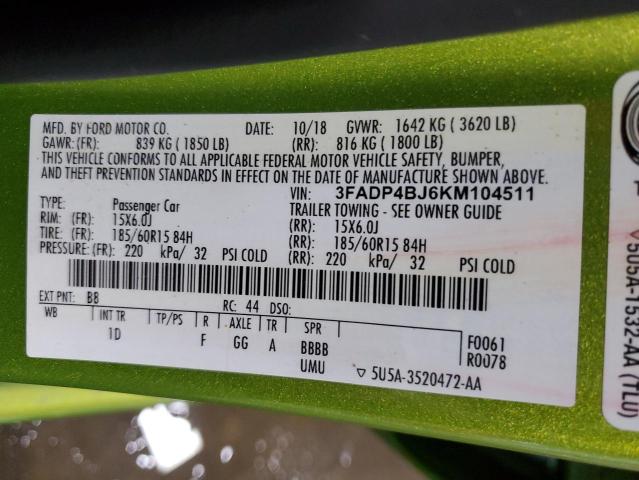 MFD. BY FORD MOTOR CO. DATE: 10/18 GVWR: 1642 KG ( 3620 LB)
GAWR: (FR): 839 KG ( 1850 LB) (RR): 816 KG ( 1800 LB)
THIS VEHICLE CONFORMS TO ALL APPLICABLE FEDERAL MOTOR VEHICLE SAFETY, BUMPER,
AND THEFT PREVENTION STANDARDS IN EFFECT ON THE DATE OF MANUFACTURE SHOWN ABOVE.
VIN: 3FADP4BJ6KM104511
TYPE: Passenger Car TRAILER TOWING - SEE OWNER GUIDE
RIM: (FR): 15X6.0J (RR): 15X6.0J
TIRE: (FR): 185/60R15 84H (RR): 185/60R15 84H
PRESSURE: (FR): 220 kPa/ 32 PSI COLD (RR): 220 kPa/ 32 PSI COLD
EXT PNT: B8 RC: 44 DSO:
WB INT TR TP/PS R AXLE TR SPR F0061
1D F GG A BBBB R0078
UMU ▽ 5U5A-3520472-AA
▽5U5A-1532-AA (TLU)